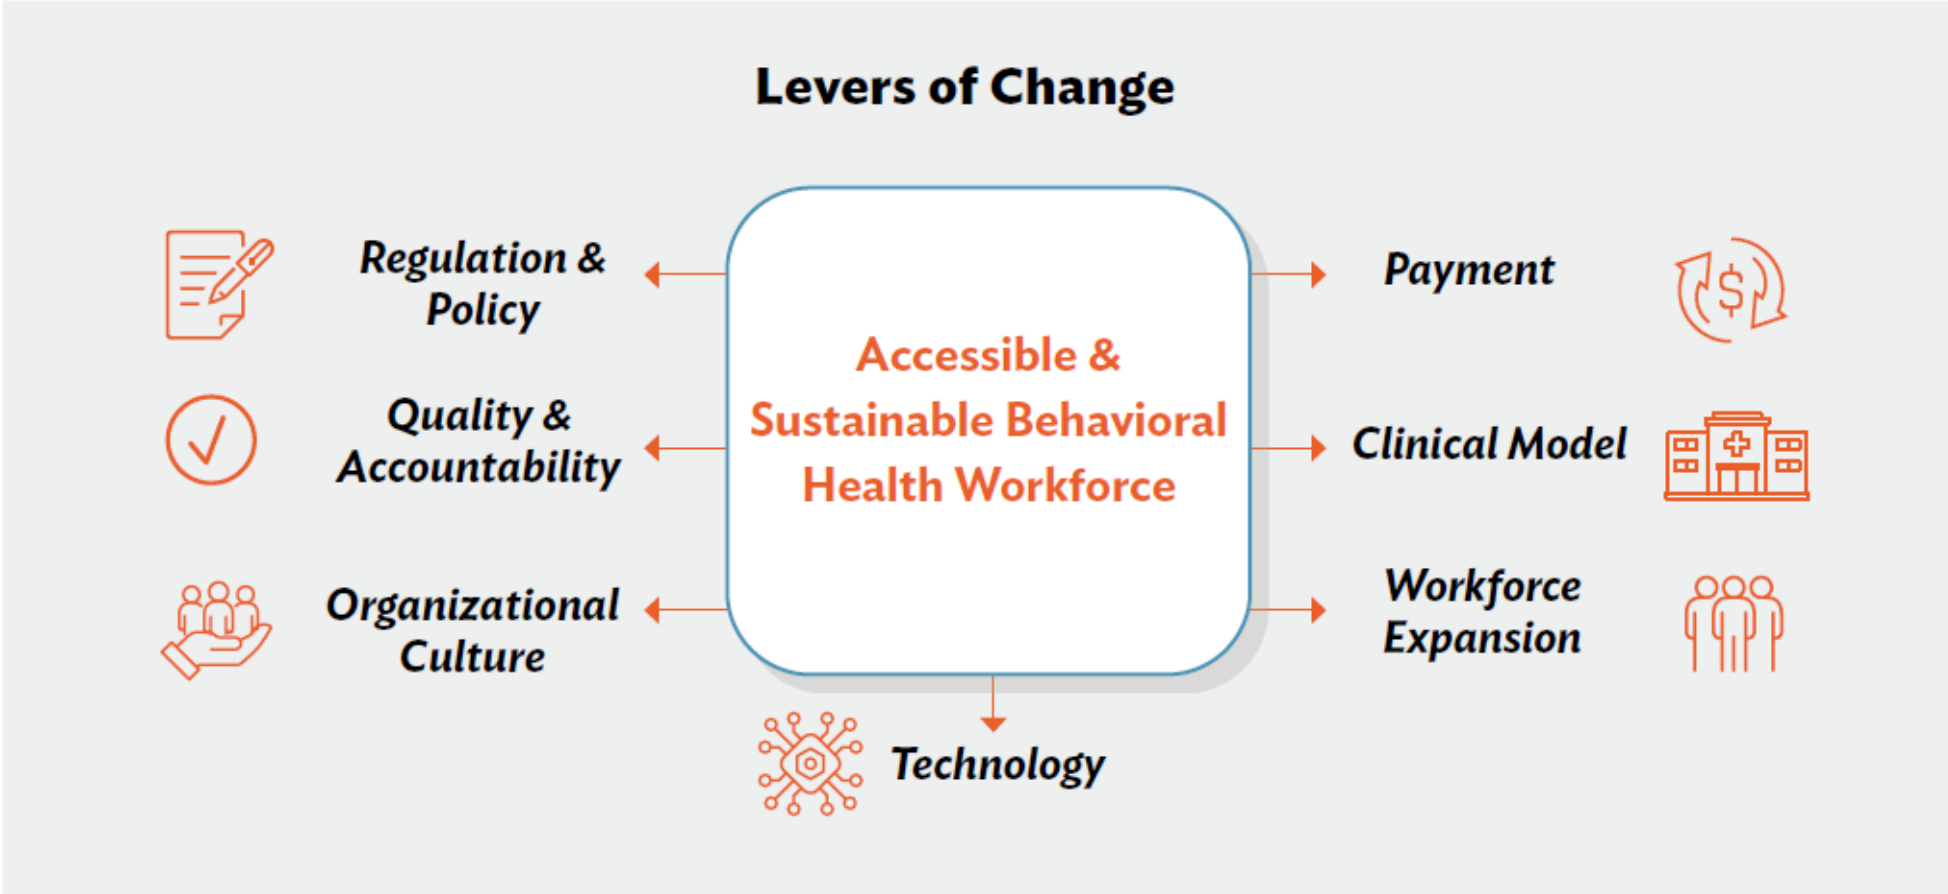 Levers of Change
Regulation &
Policy
Quality &
Accountability
Organizational
Culture
Accessible &
Sustainable Behavioral
Health Workforce
Payment
Clinical Model
Workforce
Expansion
Technology
$